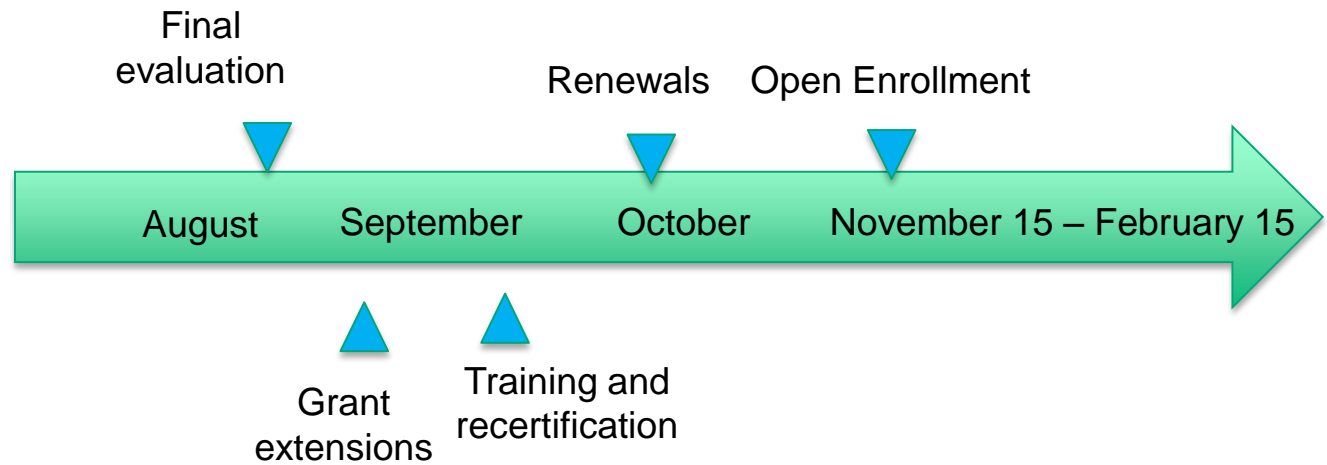 Final
evaluation
Renewals
Open Enrollment
August
September
October
November 15 – February 15
Grant
extensions
Training and
recertification